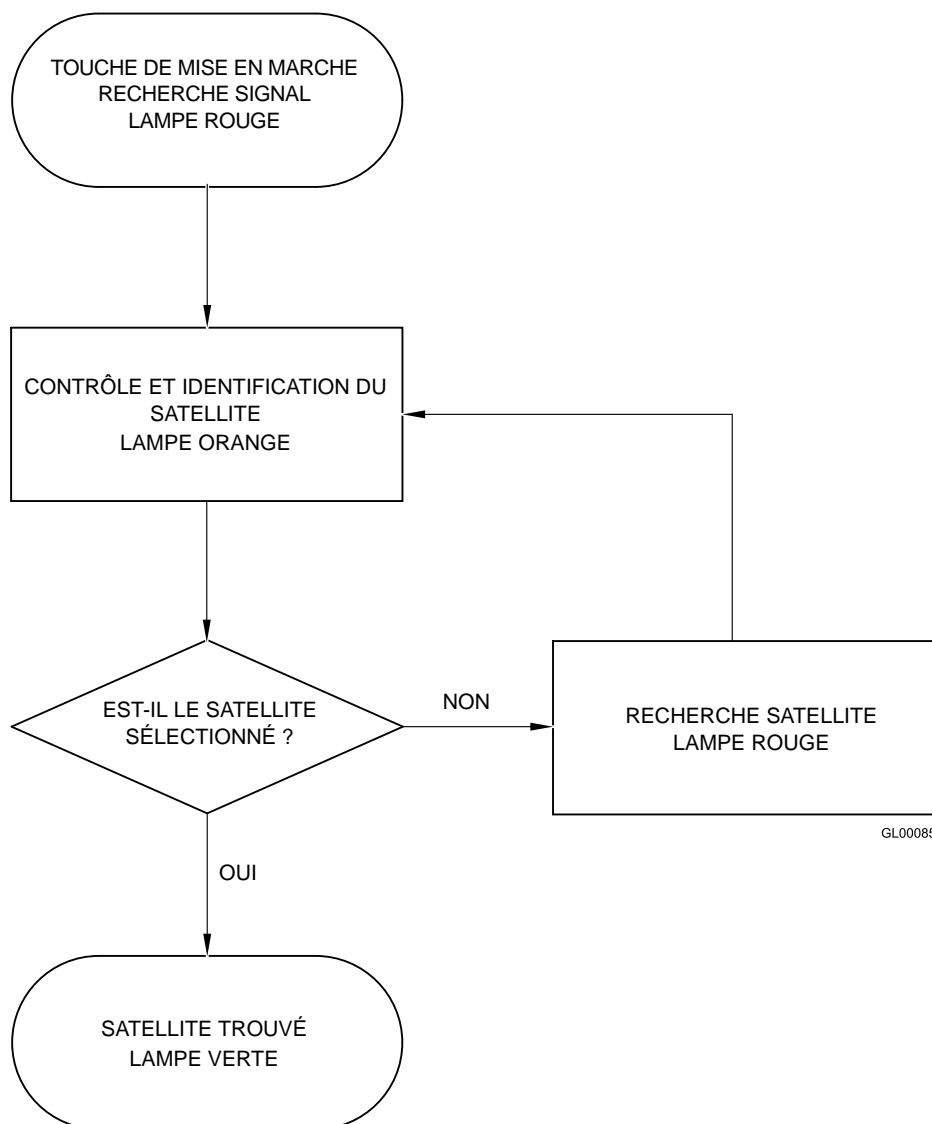 TOUCHE DE MISE EN MARCHE
RECHERCHE SIGNAL
LAMPE ROUGE
CONTRÔLE ET IDENTIFICATION DU
SATELLITE
LAMPE ORANGE
EST-IL LE SATELLITE
SÉLECTIONNÉ ?
NON
RECHERCHE SATELLITE
LAMPE ROUGE
GL00085
OUI
SATELLITE TROUVÉ
LAMPE VERTE